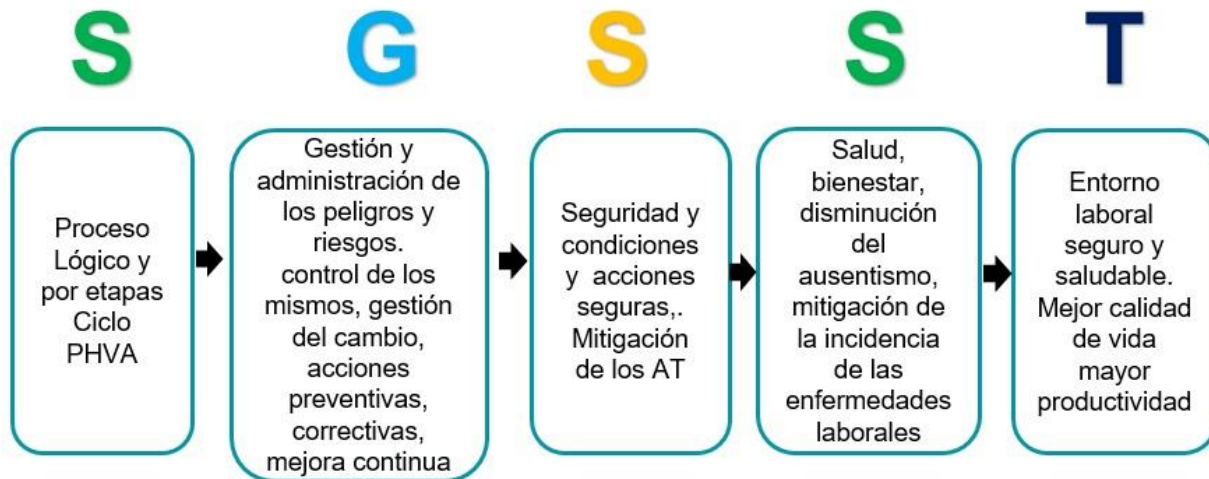 S
G
S
S
T
Proceso
Lógico y
por etapas
Ciclo
PHVA
Gestión y
administración de
los peligros y
riesgos.
control de los
mismos, gestión
del cambio,
acciones
preventivas,
correctivas,
mejora continua
Seguridad y
condiciones
y acciones
seguras,.
Mitigación
de los AT
Salud,
bienestar,
disminución
del
ausentismo,
mitigación de
la incidencia
de las
enfermedades
laborales
Entorno
laboral
seguro y
saludable.
Mejor calidad
de vida
mayor
productividad